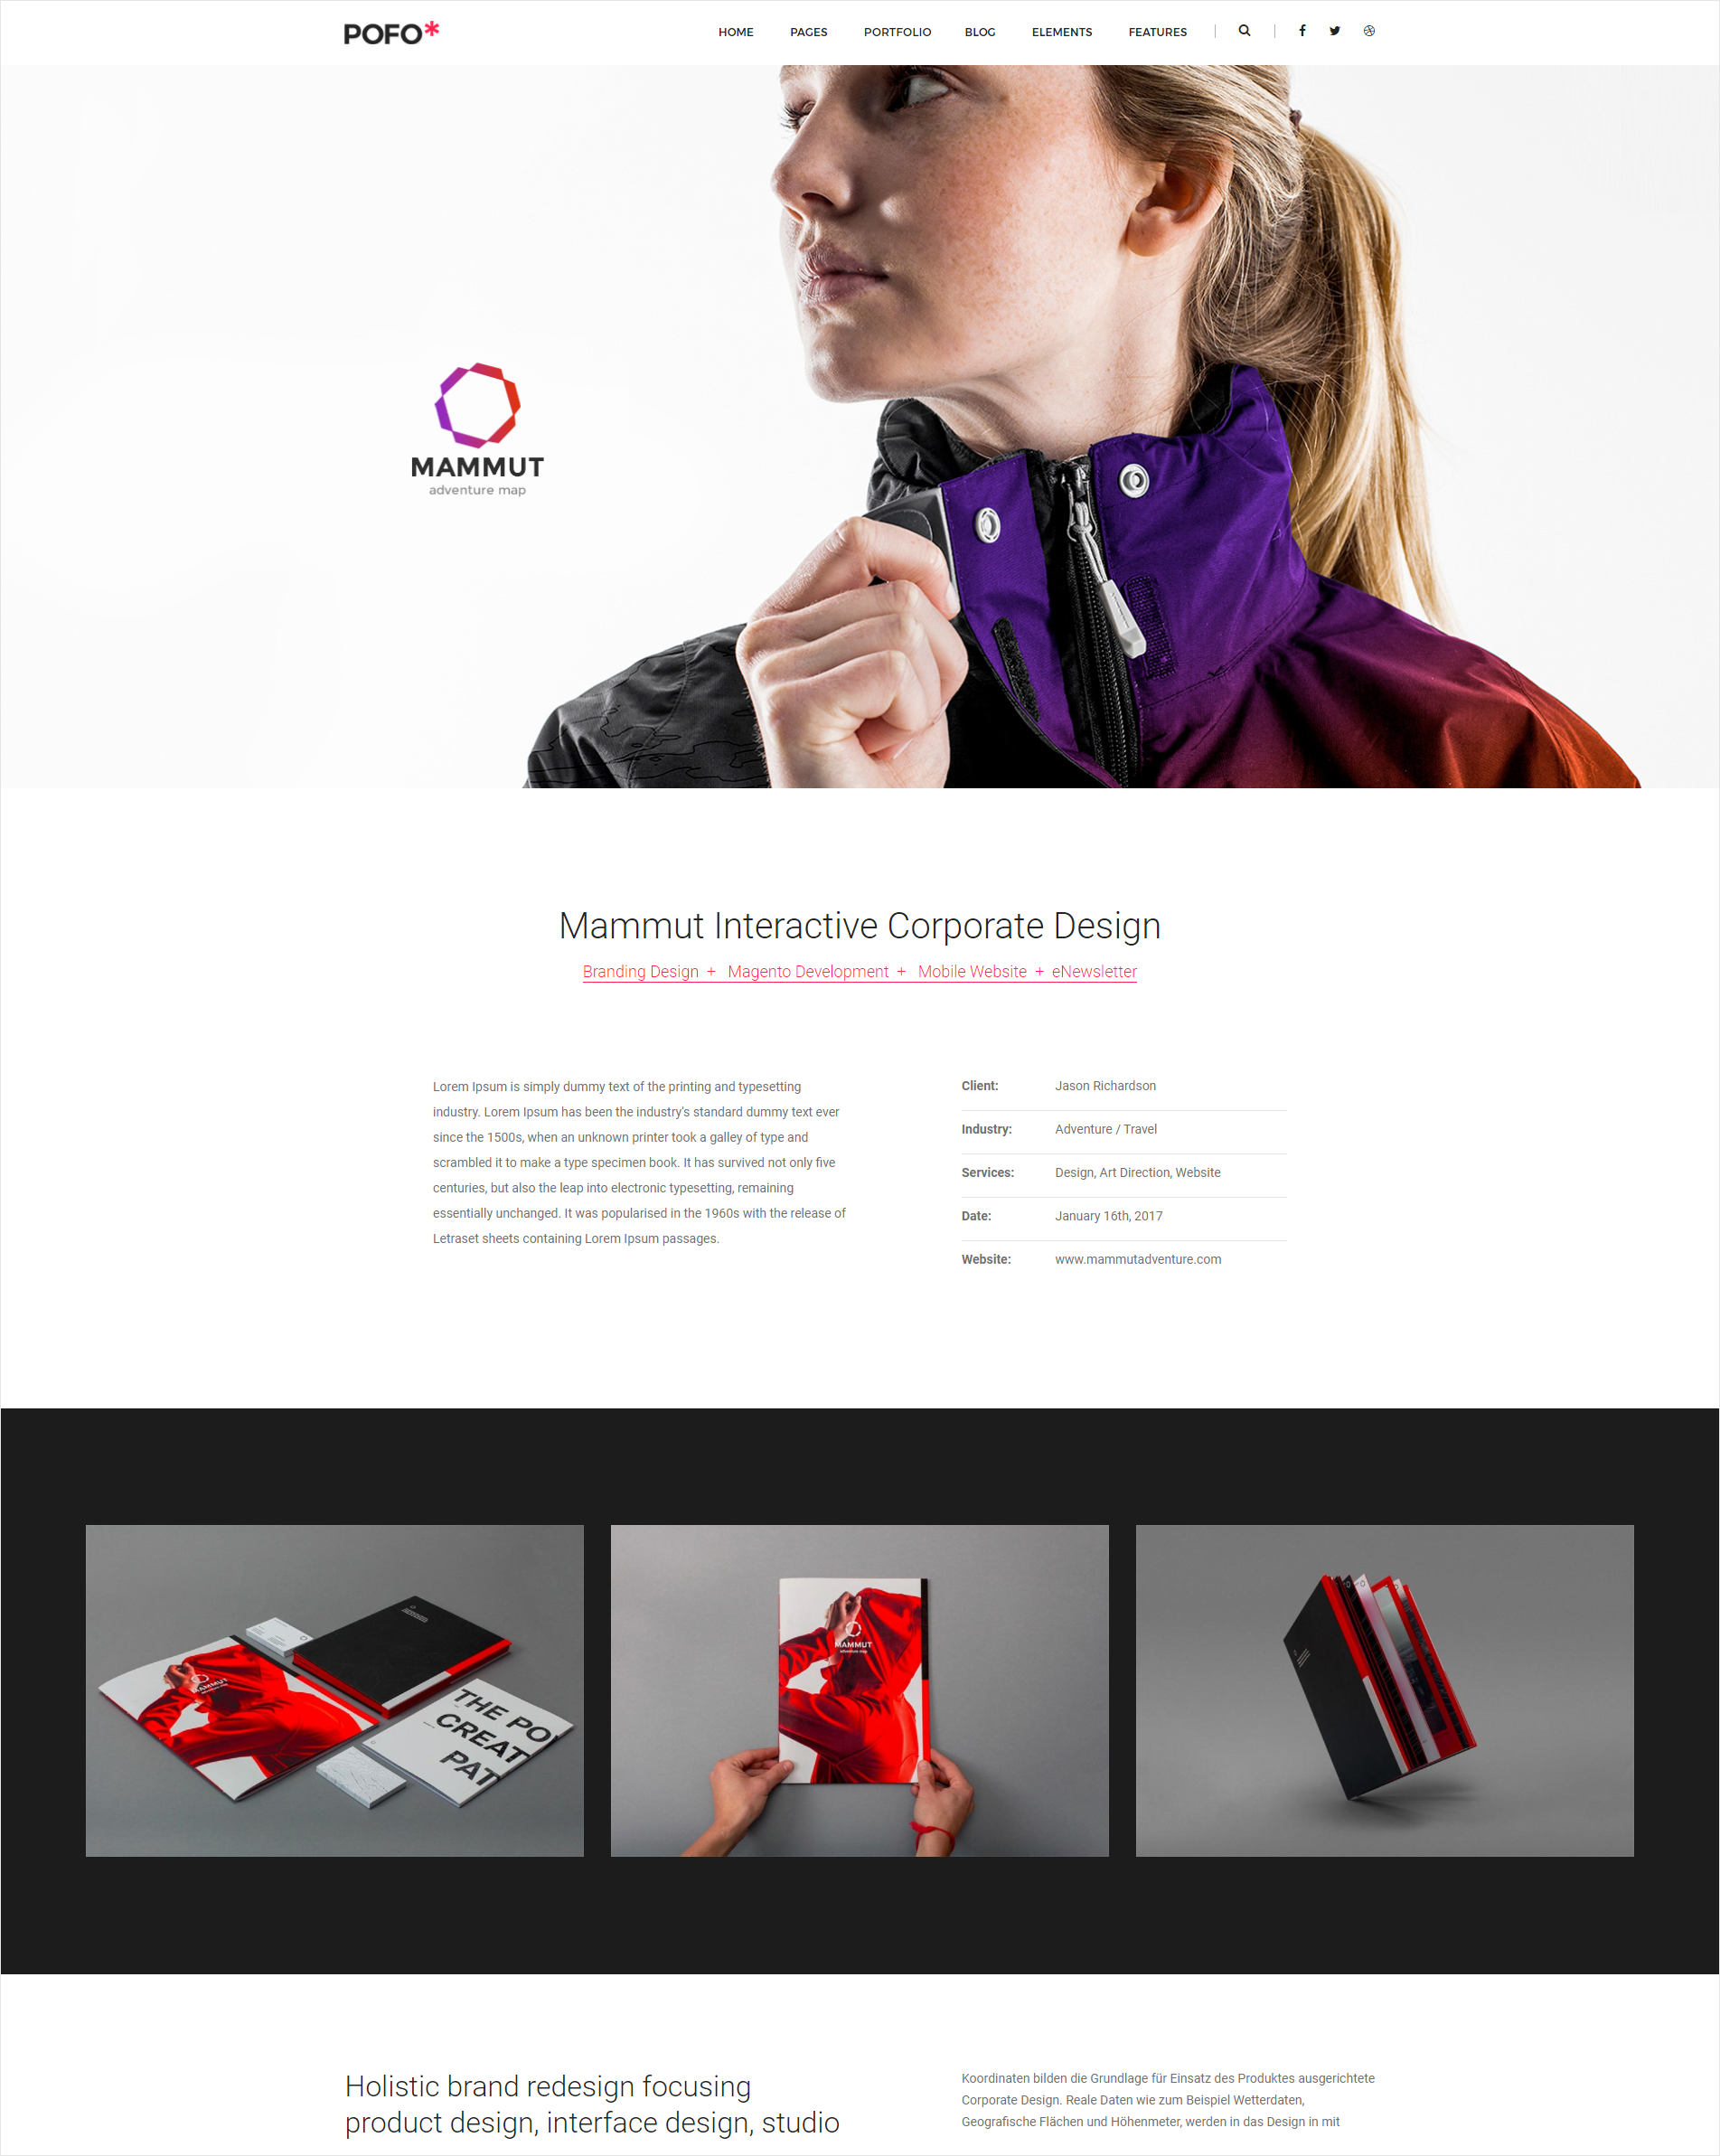 POFO*
HOME PAGES PORTFOLIO BLOG ELEMENTS FEATURES
MAMMUT
adventure map
Mammut Interactive Corporate Design
Branding Design + Magento Development + Mobile Website + eNewsletter
Lorem Ipsum is simply dummy text of the printing and typesetting
industry. Lorem Ipsum has been the industry's standard dummy text ever
since the 1500s, when an unknown printer took a galley of type and
scrambled it to make a type specimen book. It has survived not only five
centuries, but also the leap into electronic typesetting, remaining
essentially unchanged. It was popularised in the 1960s with the release of
Letraset sheets containing Lorem Ipsum passages.
Client: Jason Richardson
Industry: Adventure / Travel
Services: Design, Art Direction, Website
Date: January 16th, 2017
Website: www.mammutadventure.com
MAMMUT
THE PO
CREAT
PAT
MAMMUT
adventure map
Holistic brand redesign focusing
product design, interface design, studio
Koordinaten bilden die Grundlage für Einsatz des Produktes ausgerichtete
Corporate Design. Reale Daten wie zum Beispiel Wetterdaten,
Geografische Flächen und Höhenmeter, werden in das Design in mit